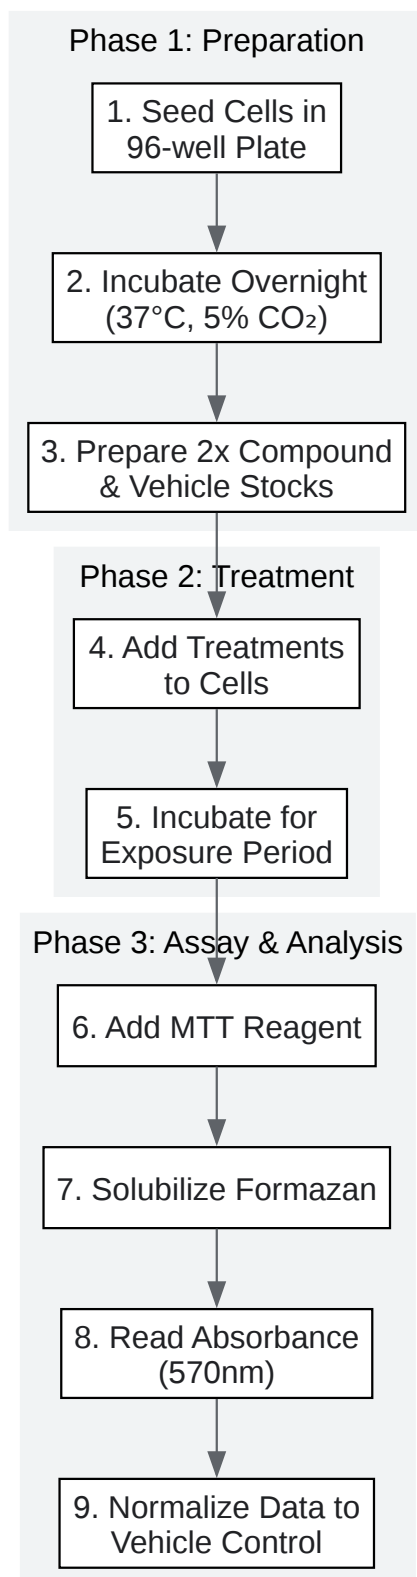 Phase 1: Preparation
1. Seed Cells in
96-well Plate
2. Incubate Overnight
(37°C, 5% CO₂)
3. Prepare 2x Compound
& Vehicle Stocks
Phase 2: Treatment
4. Add Treatments
to Cells
5. Incubate for
Exposure Period
Phase 3: Assay & Analysis
6. Add MTT Reagent
7. Solubilize Formazan
8. Read Absorbance
(570nm)
9. Normalize Data to
Vehicle Control